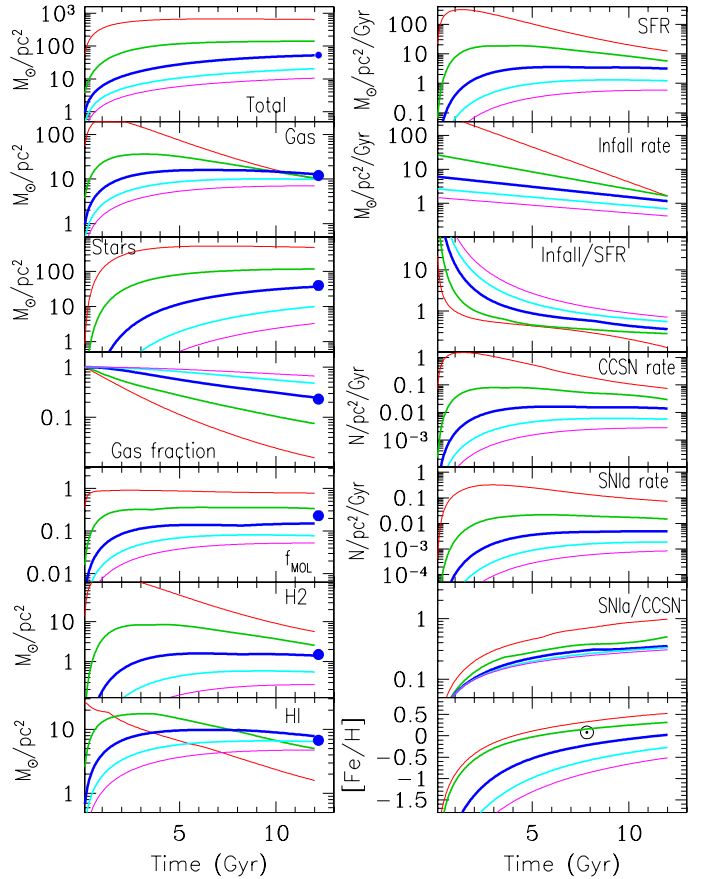 10³
100
10
1
M⊙/pc²
Total
100
10
1
M⊙/pc²
Gas
100
10
1
M⊙/pc²
Stars
1
0.1
Gas fraction
1
0.1
0.01
fMOL
10
1
M⊙/pc²
H2
10
1
M⊙/pc²
HI
5
10
Time (Gyr)
100
10
1
0.1
M⊙/pc²/Gyr
SFR
100
10
1
M⊙/pc²/Gyr
Infall rate
10
1
Infall/SFR
0.1
0.01
10⁻³
N/pc²/Gyr
CCSN rate
1
0.1
0.01
10⁻³
10⁻⁴
N/pc²/Gyr
SNIa rate
1
0.1
SNIa/CCSN
0.5
0
−0.5
−1
−1.5
[Fe/H]
5
10
Time (Gyr)